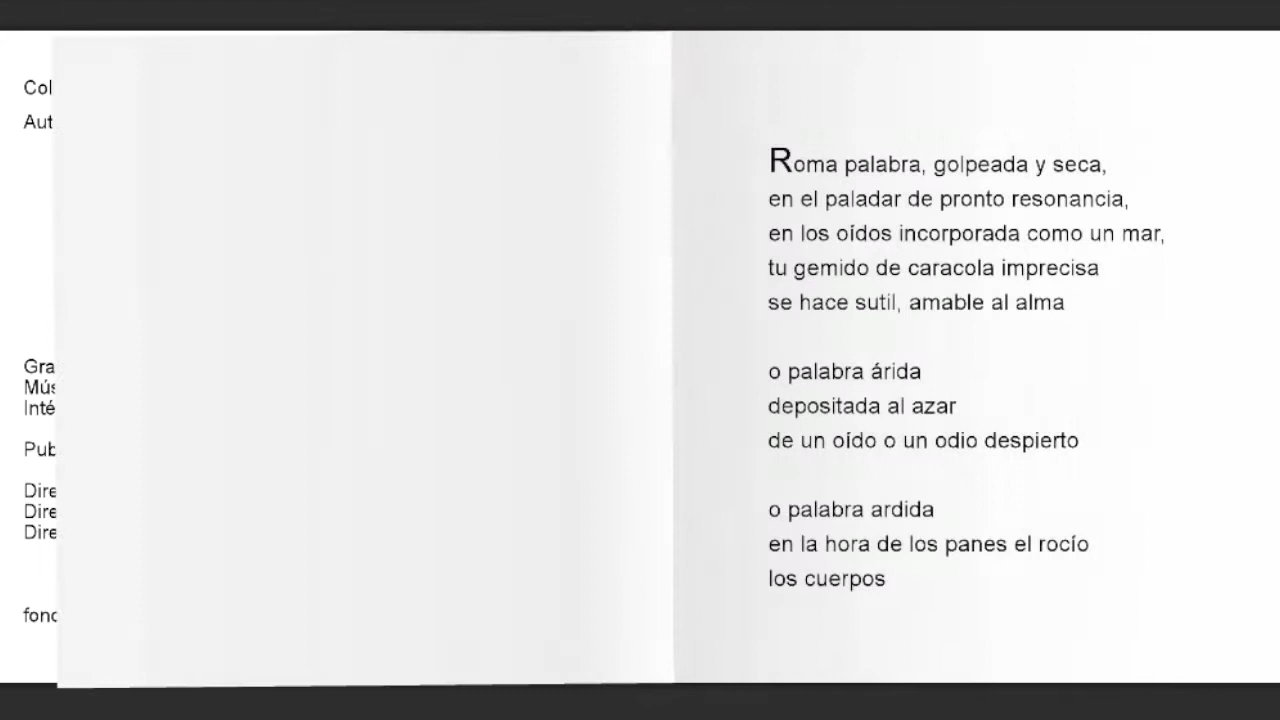 Col
Aut
Gra
Mús
Inté
Pub
Dire
Dire
Dire
fond
Roma palabra, golpeada y seca,
en el paladar de pronto resonancia,
en los oídos incorporada como un mar,
tu gemido de caracola imprecisa
se hace sutil, amable al alma
o palabra árida
depositada al azar
de un oído o un odio despierto
o palabra ardida
en la hora de los panes el rocío
los cuerpos